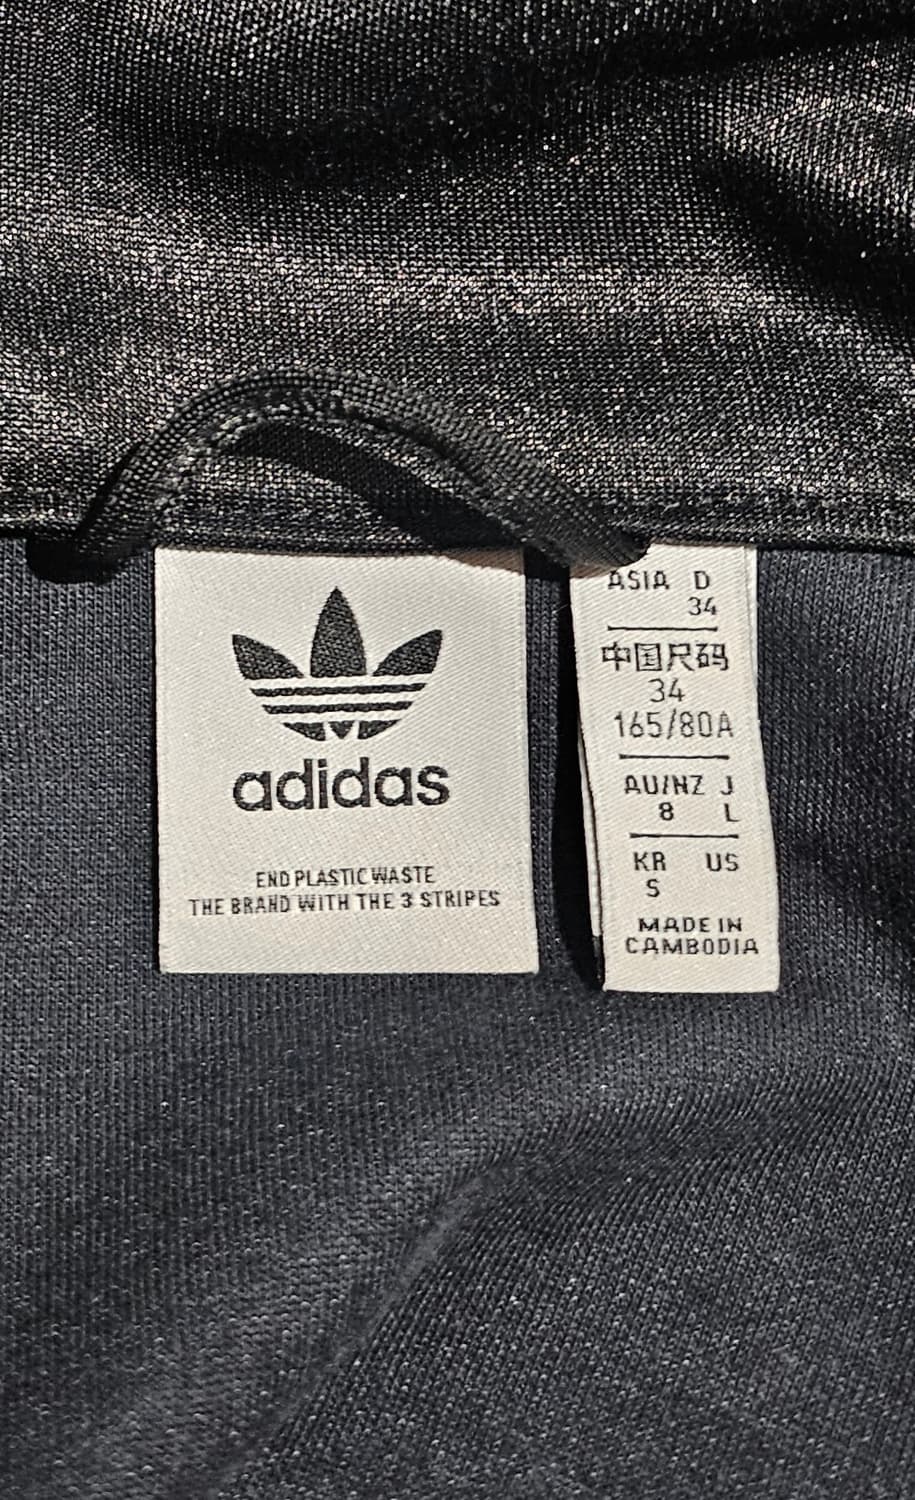 adidas
END PLASTIC WASTE
THE BRAND WITH THE 3 STRIPES
ASIA D
34
中国尺码
34
165/80A
AU/NZ J
8 L
KR US
S
MADE IN
CAMBODIA